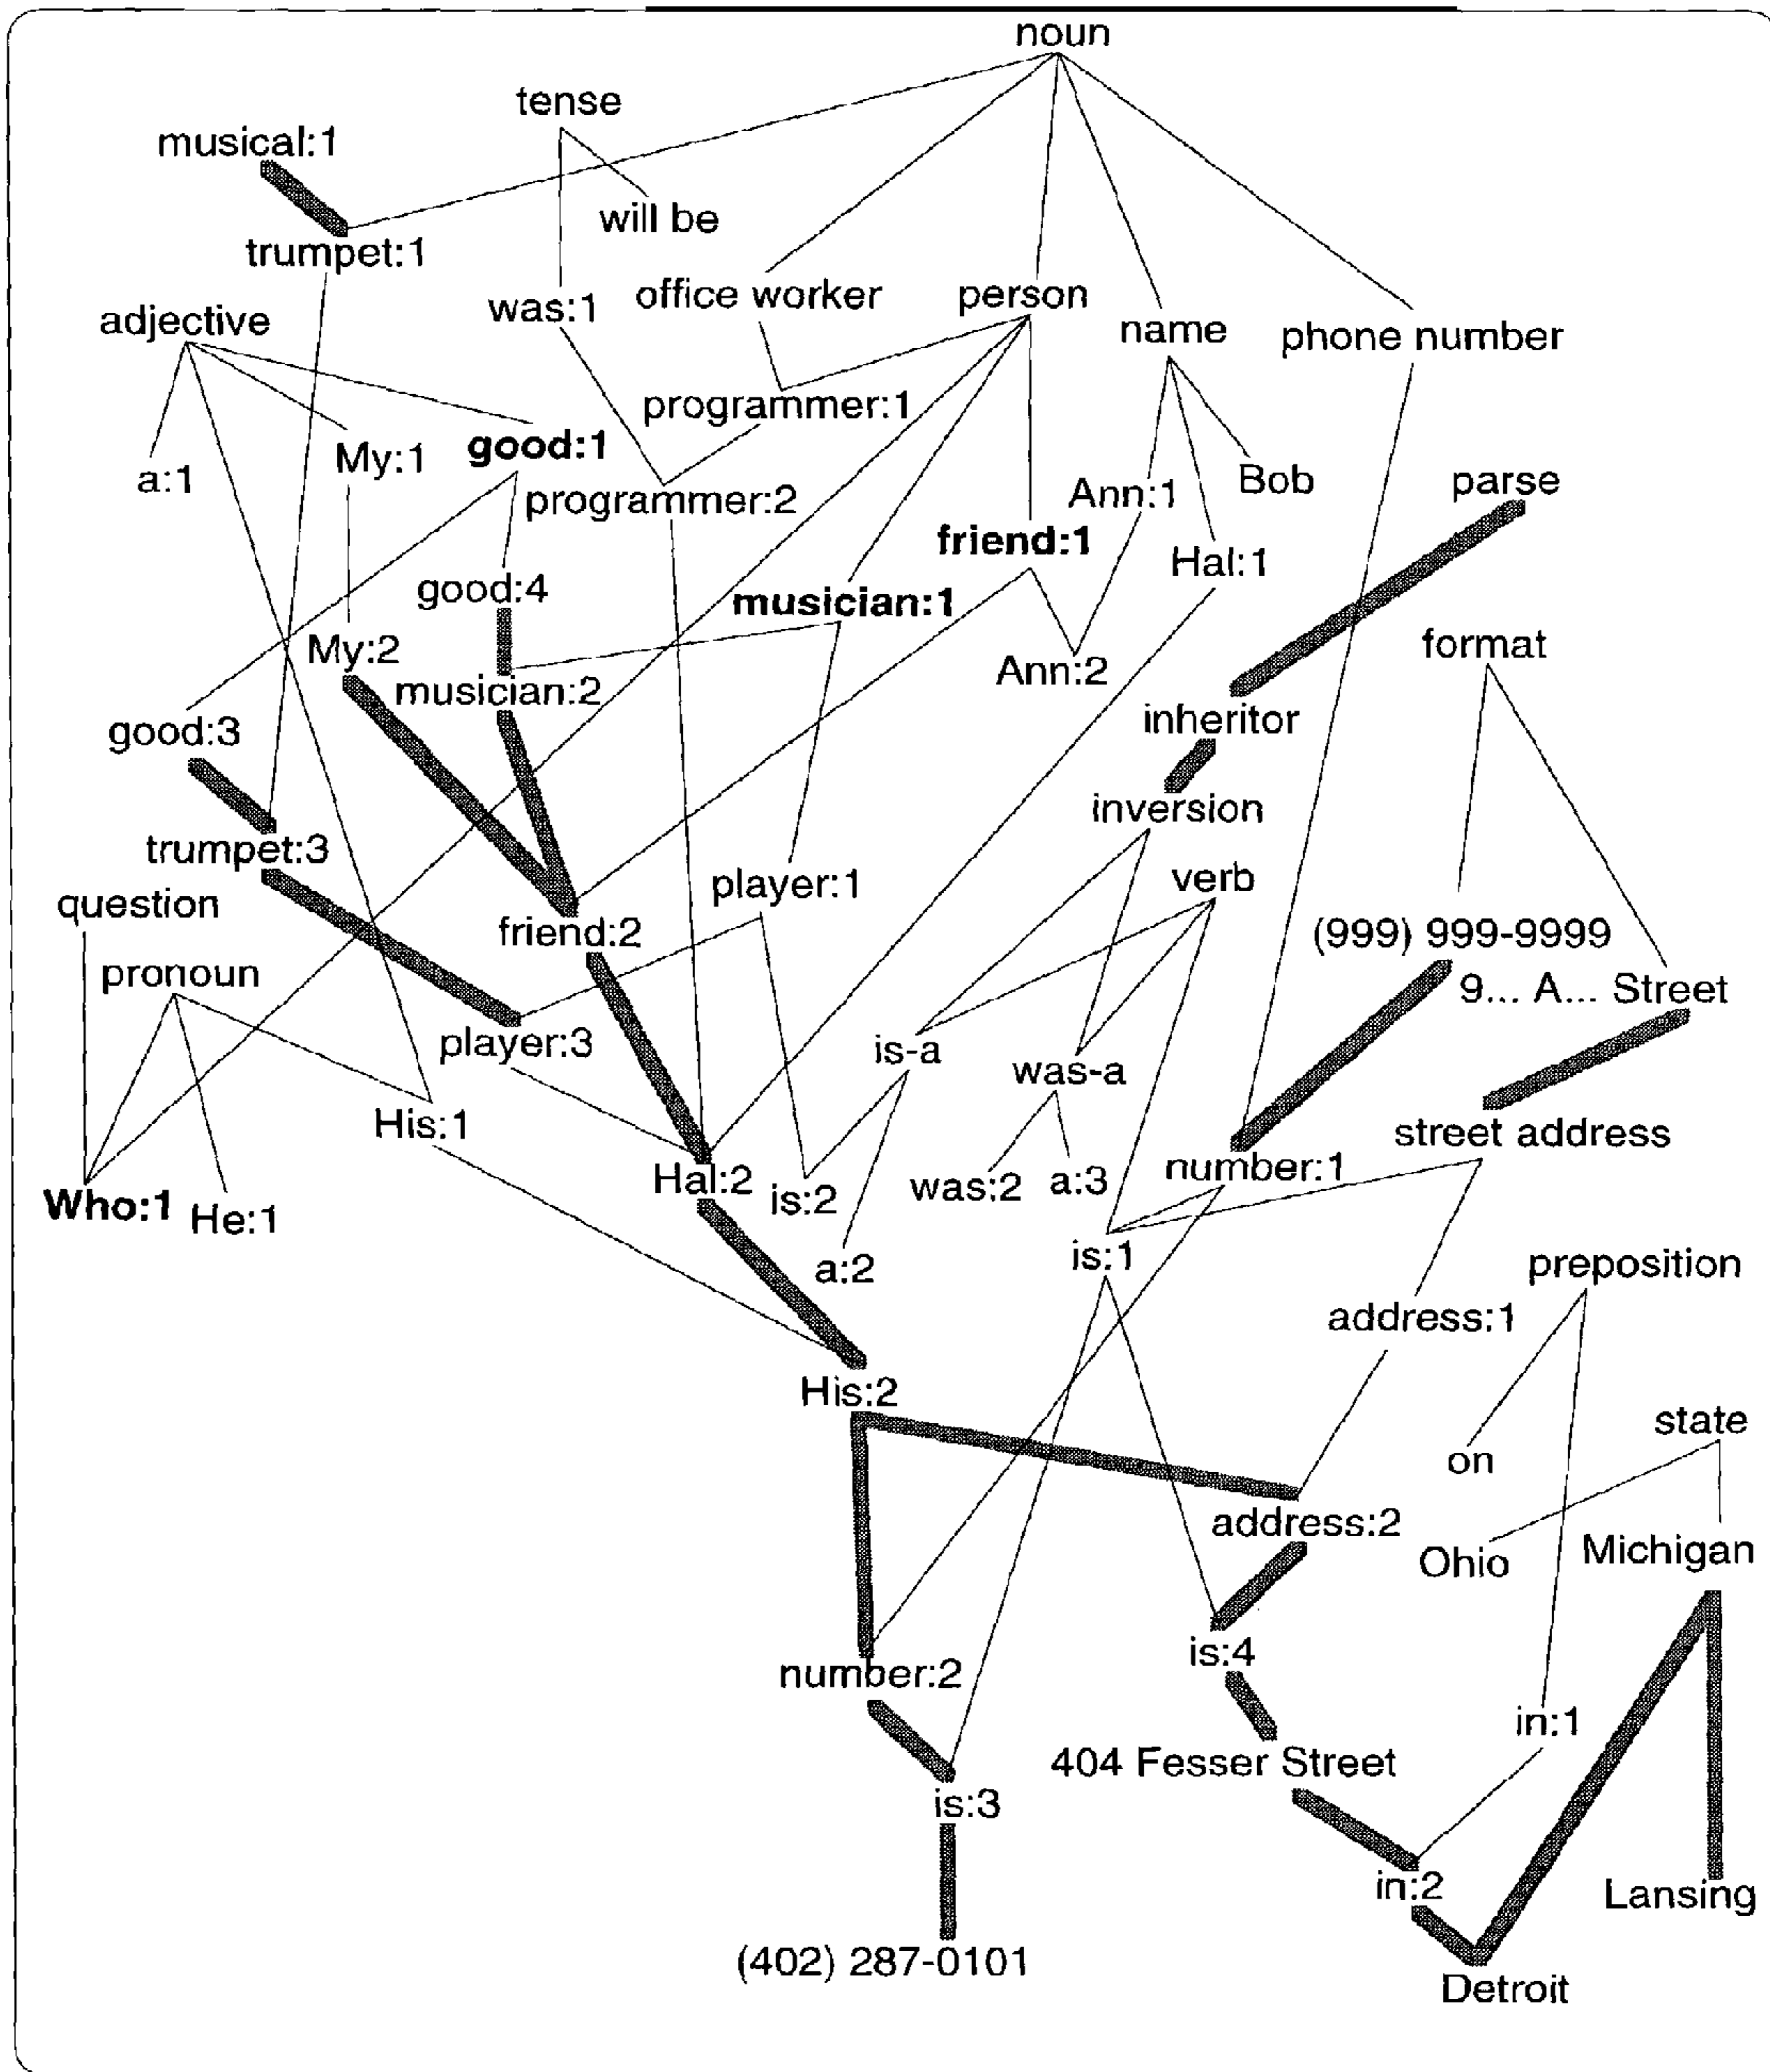 noun
tense
musical:1
will be
trumpet:1
office worker
person
was:1
adjective
name
phone number
programmer:1
good:1
My:1
a:1
Bob
parse
Ann:1
programmer:2
friend:1
Hal:1
good:4
musician:1
format
My:2
Ann:2
musician:2
inheritor
good:3
inversion
trumpet:3
verb
player:1
question
friend:2
(999) 999-9999
pronoun
9... A... Street
player:3
is-a
was-a
His:1
street address
number:1
Hal:2
was:2
a:3
is:2
Who:1
He:1
is:1
preposition
a:2
address:1
His:2
state
on
address:2
Michigan
Ohio
is:4
number:2
in:1
404 Fesser Street
is:3
in:2
Lansing
(402) 287-0101
Detroit